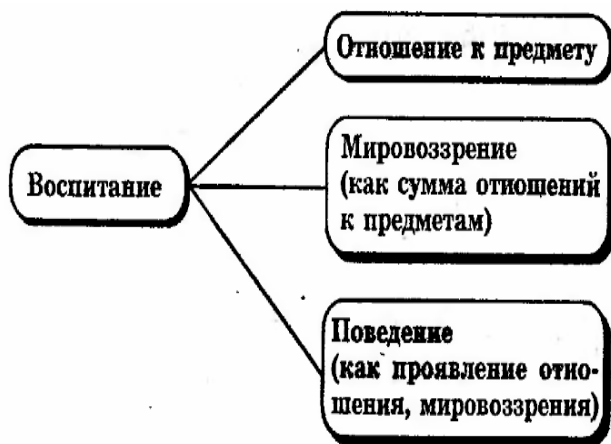 Отношение к предмету
Воспитание
Мировоззрение
(как сумма отношений
к предметам)
Поведение
(как проявление отно-
шения, мировоззрения)